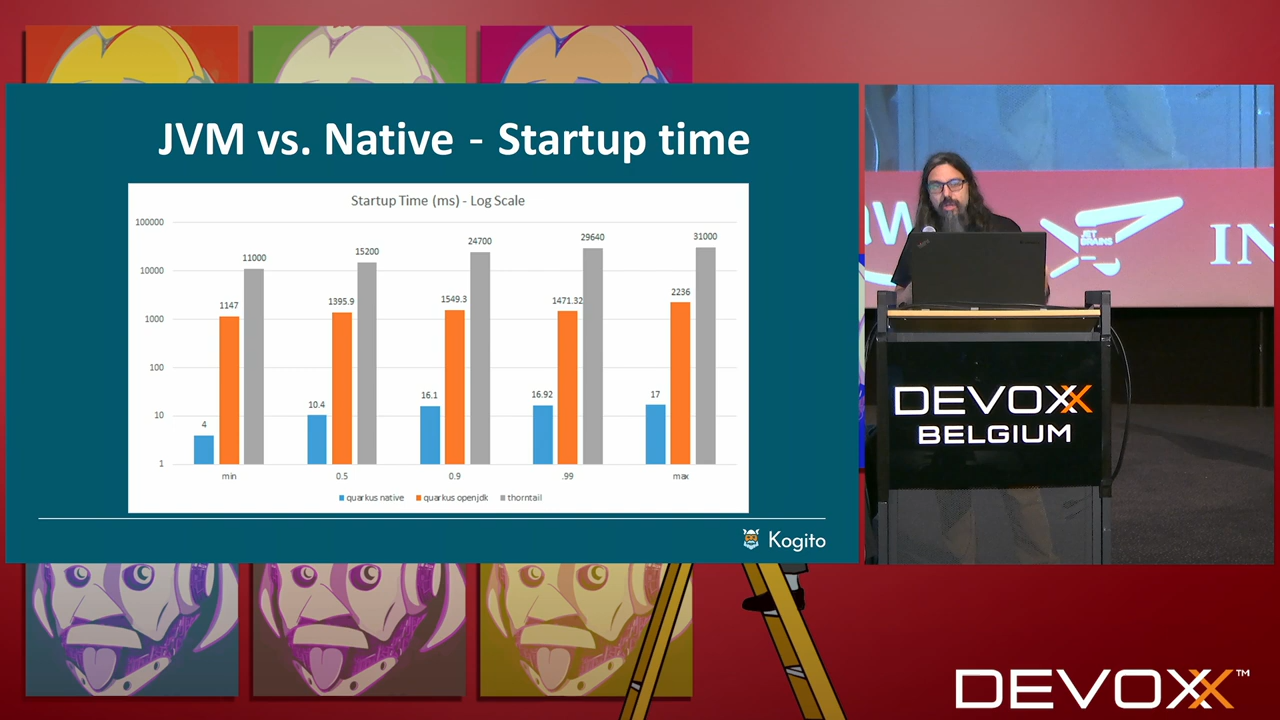 JVM vs. Native - Startup time
Startup Time (ms) - Log Scale
100000
10000
1000
100
10
1
4
1147
11000
10.4
1395.9
15200
16.1
1549.3
24700
16.92
1471.32
29640
17
2236
31000
min
0.5
0.9
.99
max
quarkus native
quarkus openjdk
thorntail
Kogito
JET
BRAINS
IN
DEVOXX
BELGIUM
DEVOXX™